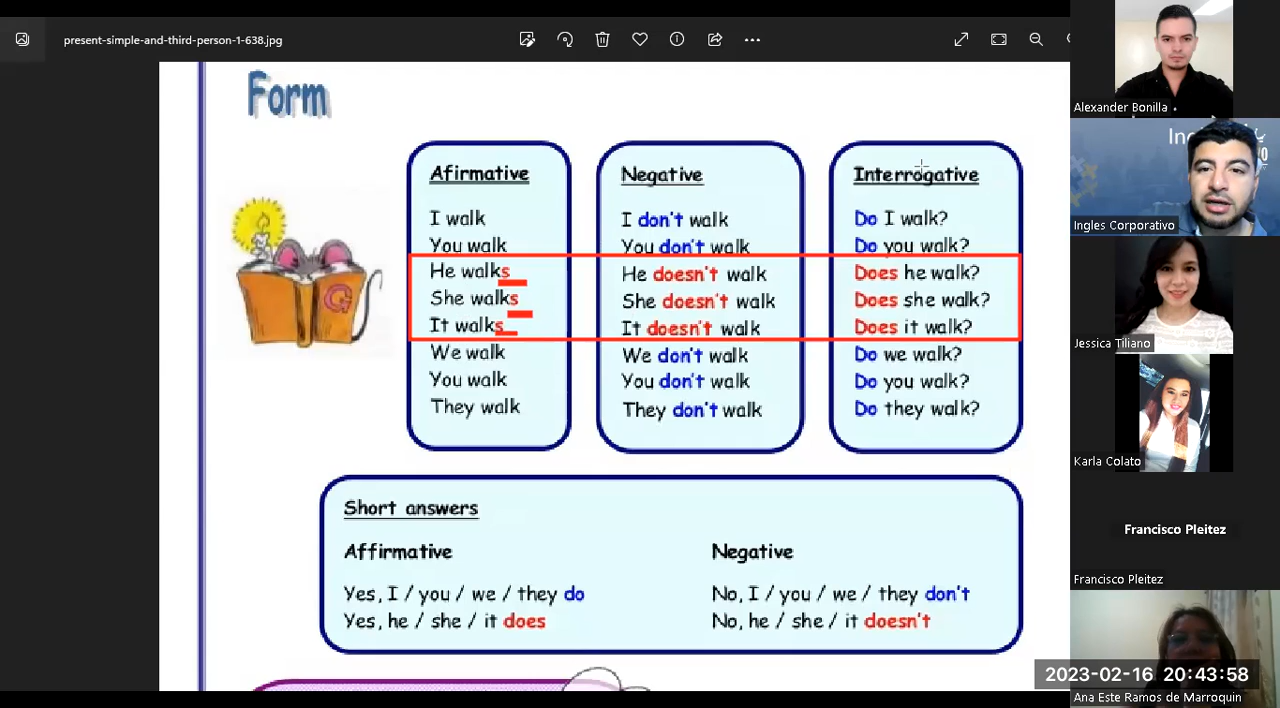 present-simple-and-third-person-1-638.jpg
Form
Afirmative
I walk
You walk
He walks
She walks
It walks
We walk
You walk
They walk
Negative
I don't walk
You don't walk
He doesn't walk
She doesn't walk
It doesn't walk
We don't walk
You don't walk
They don't walk
Interrogative
Do I walk?
Do you walk?
Does he walk?
Does she walk?
Does it walk?
Do we walk?
Do you walk?
Do they walk?
G
Short answers
Affirmative
Yes, I / you / we / they do
Yes, he / she / it does
Negative
No, I / you / we / they don't
No, he / she / it doesn't
Alexander Bonilla
Ingles Corporativo
Jessica Tiliano
Karla Colato
Francisco Pleitez
Francisco Pleitez
2023-02-16 20:43:58
Ana Este Ramos de Marroquin